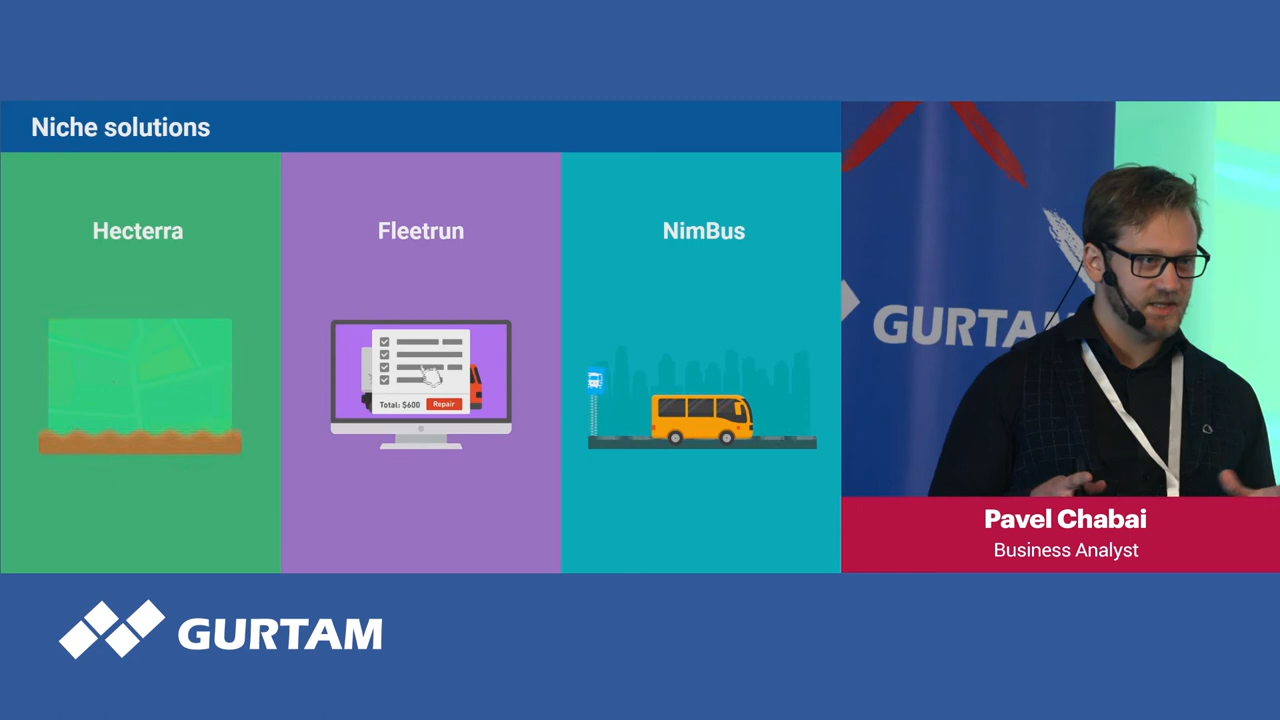 Niche solutions
Hecterra
Fleetrun
NimBus
Total: $600
Repair
GURTAM
Pavel Chabai
Business Analyst
GURTAM